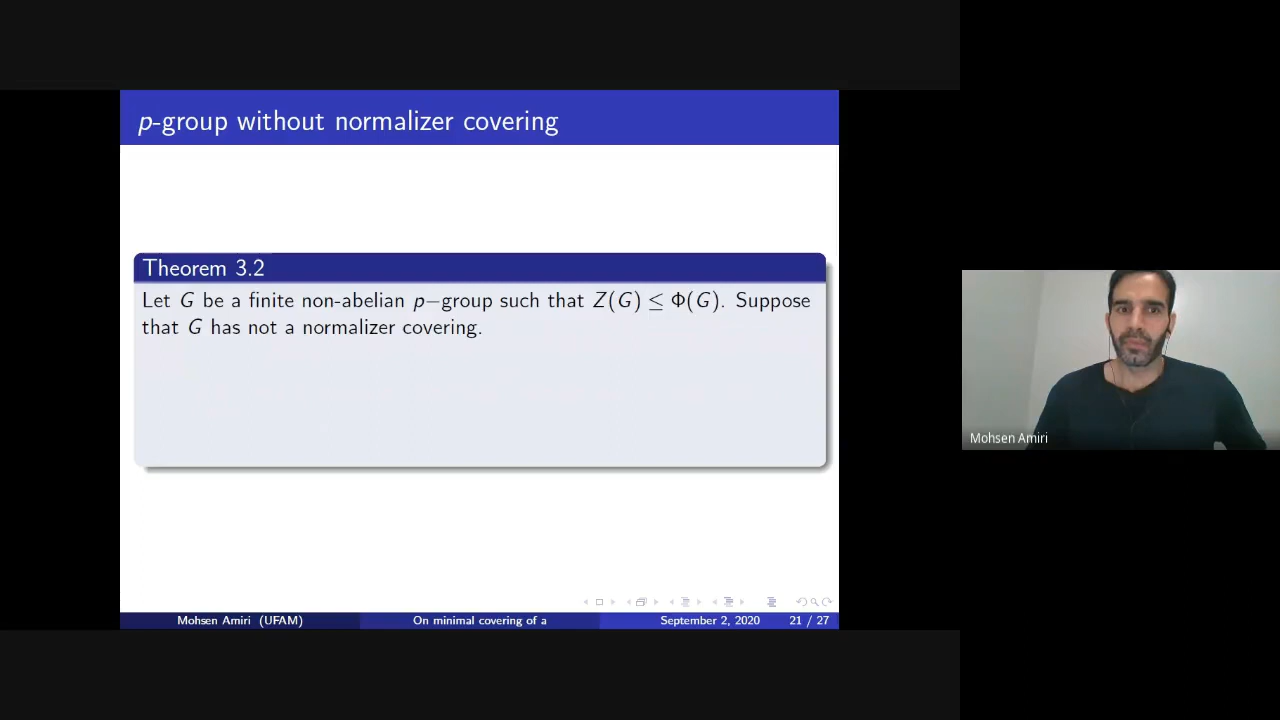 p-group without normalizer covering
Theorem 3.2
Let G be a finite non-abelian p−group such that Z(G) ≤ Φ(G). Suppose
that G has not a normalizer covering.
Mohsen Amiri
Mohsen Amiri (UFAM) On minimal covering of a September 2, 2020 21 / 27